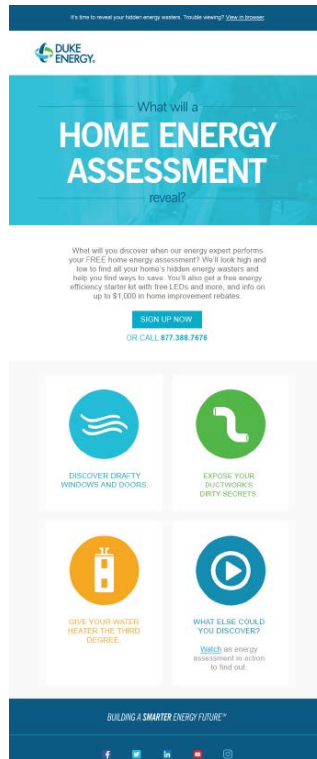 It's time to reveal your hidden energy wasters. Trouble viewing? View in browser
DUKE
ENERGY®
What will a
HOME ENERGY
ASSESSMENT
reveal?
What will you discover when our energy expert performs
your FREE home energy assessment? We'll look high and
low to find all your home's hidden energy wasters and
help you find ways to save. You'll also get a free energy
efficiency starter kit with free LEDs and more, and info on
up to $1,000 in home improvement rebates.
SIGN UP NOW
OR CALL 877.388.7676
DISCOVER DRAFTY
WINDOWS AND DOORS.
EXPOSE YOUR
DUCTWORK'S
DIRTY SECRETS.
GIVE YOUR WATER
HEATER THE THIRD
DEGREE.
WHAT ELSE COULD
YOU DISCOVER?
Watch an energy
assessment in action
to find out.
BUILDING A SMARTER ENERGY FUTURE℠